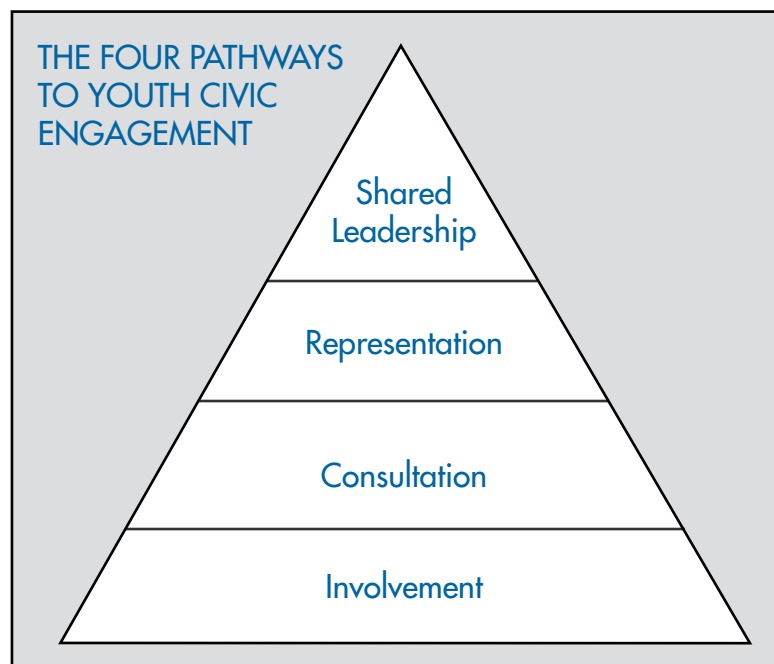 THE FOUR PATHWAYS
TO YOUTH CIVIC
ENGAGEMENT
Shared
Leadership
Representation
Consultation
Involvement